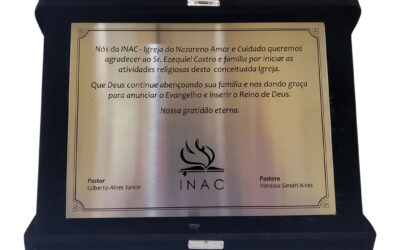 Nós da INAC - Igreja do Nazareno Amor e Cuidado queremos
agradecer ao Sr. Ezequiel Castro e família por iniciar as
atividades religiosas desta conceituada Igreja.
Que Deus continue abençoando sua família e nos dando graça
para anunciar o Evangelho e inserir o Reino de Deus.
Nossa gratidão eterna.
INAC
Pastor
Gilberto Alves Junior
Pastora
Vanessa Sandri Alves